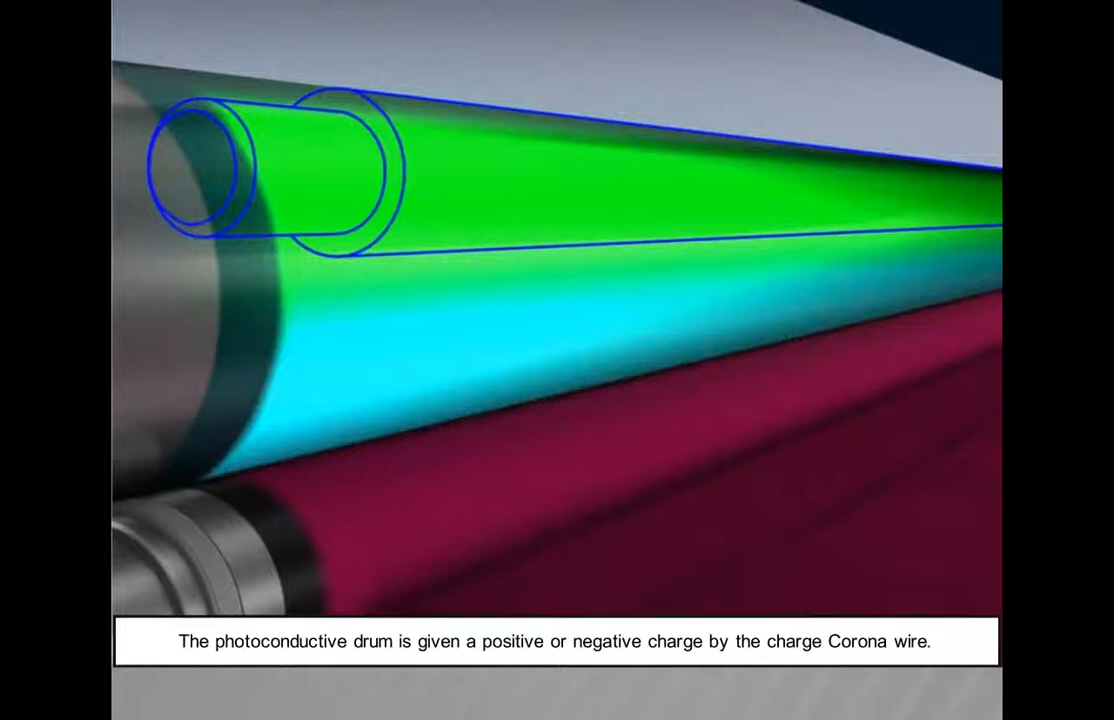 The photoconductive drum is given a positive or negative charge by the charge Corona wire.